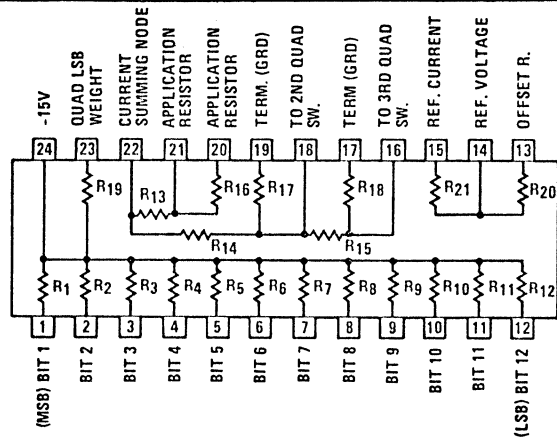 -15V
QUAD LSB
WEIGHT
CURRENT
SUMMING NODE
APPLICATION
RESISTOR
APPLICATION
RESISTOR
TERM. (GRD)
TO 2ND QUAD
SW.
TERM (GRD)
TO 3RD QUAD
SW.
REF. CURRENT
REF. VOLTAGE
OFFSET R.
24 23 22 21 20 19 18 17 16 15 14 13
R19 R13 R16 R17 R18 R21 R20
R14 R15
R1 R2 R3 R4 R5 R6 R7 R8 R9 R10 R11 R12
1 2 3 4 5 6 7 8 9 10 11 12
(MSB) BIT 1
BIT 2
BIT 3
BIT 4
BIT 5
BIT 6
BIT 7
BIT 8
BIT 9
BIT 10
BIT 11
(LSB) BIT 12